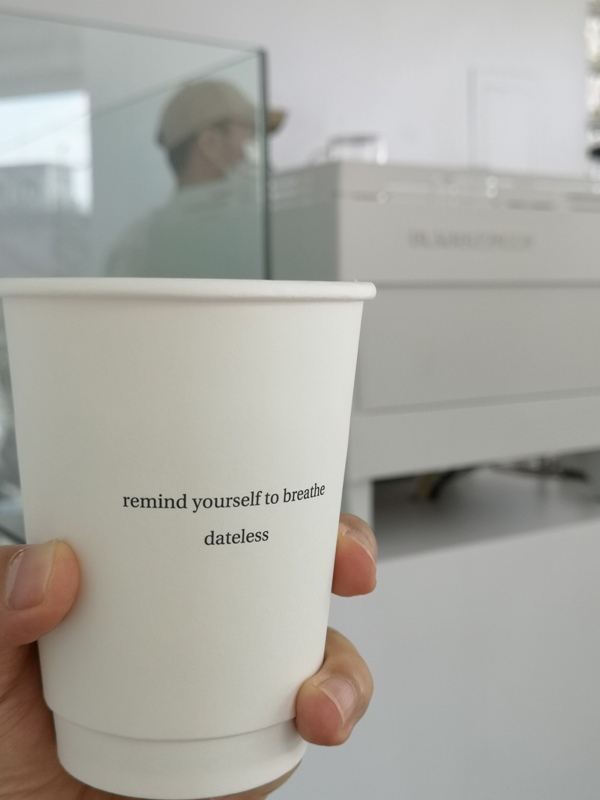 remind yourself to breathe
dateless